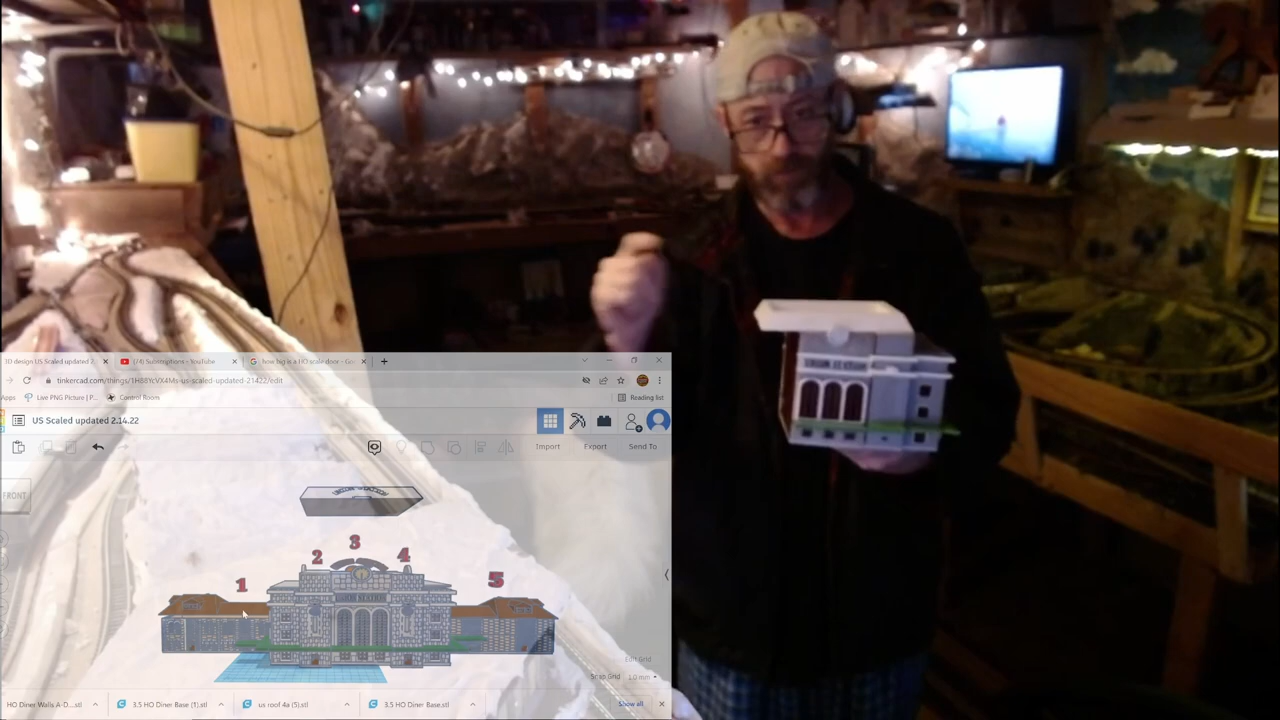 3D design US Scaled updated 2.
(74) Subscriptions - YouTube
how big is a HO scale door - Go
tinkercad.com/things/1H88YcVX4Ms-us-scaled-updated-21422/edit
Apps Live PNG Picture | P... Control Room Reading list
US Scaled updated 2.14.22
Import Export Send To
FRONT
3
2 4
1 5
Edit Grid
Snap Grid 1.0 mm
HO Diner Walls A-D....stl 3.5 HO Diner Base (1).stl us roof 4a (5).stl 3.5 HO Diner Base.stl Show all